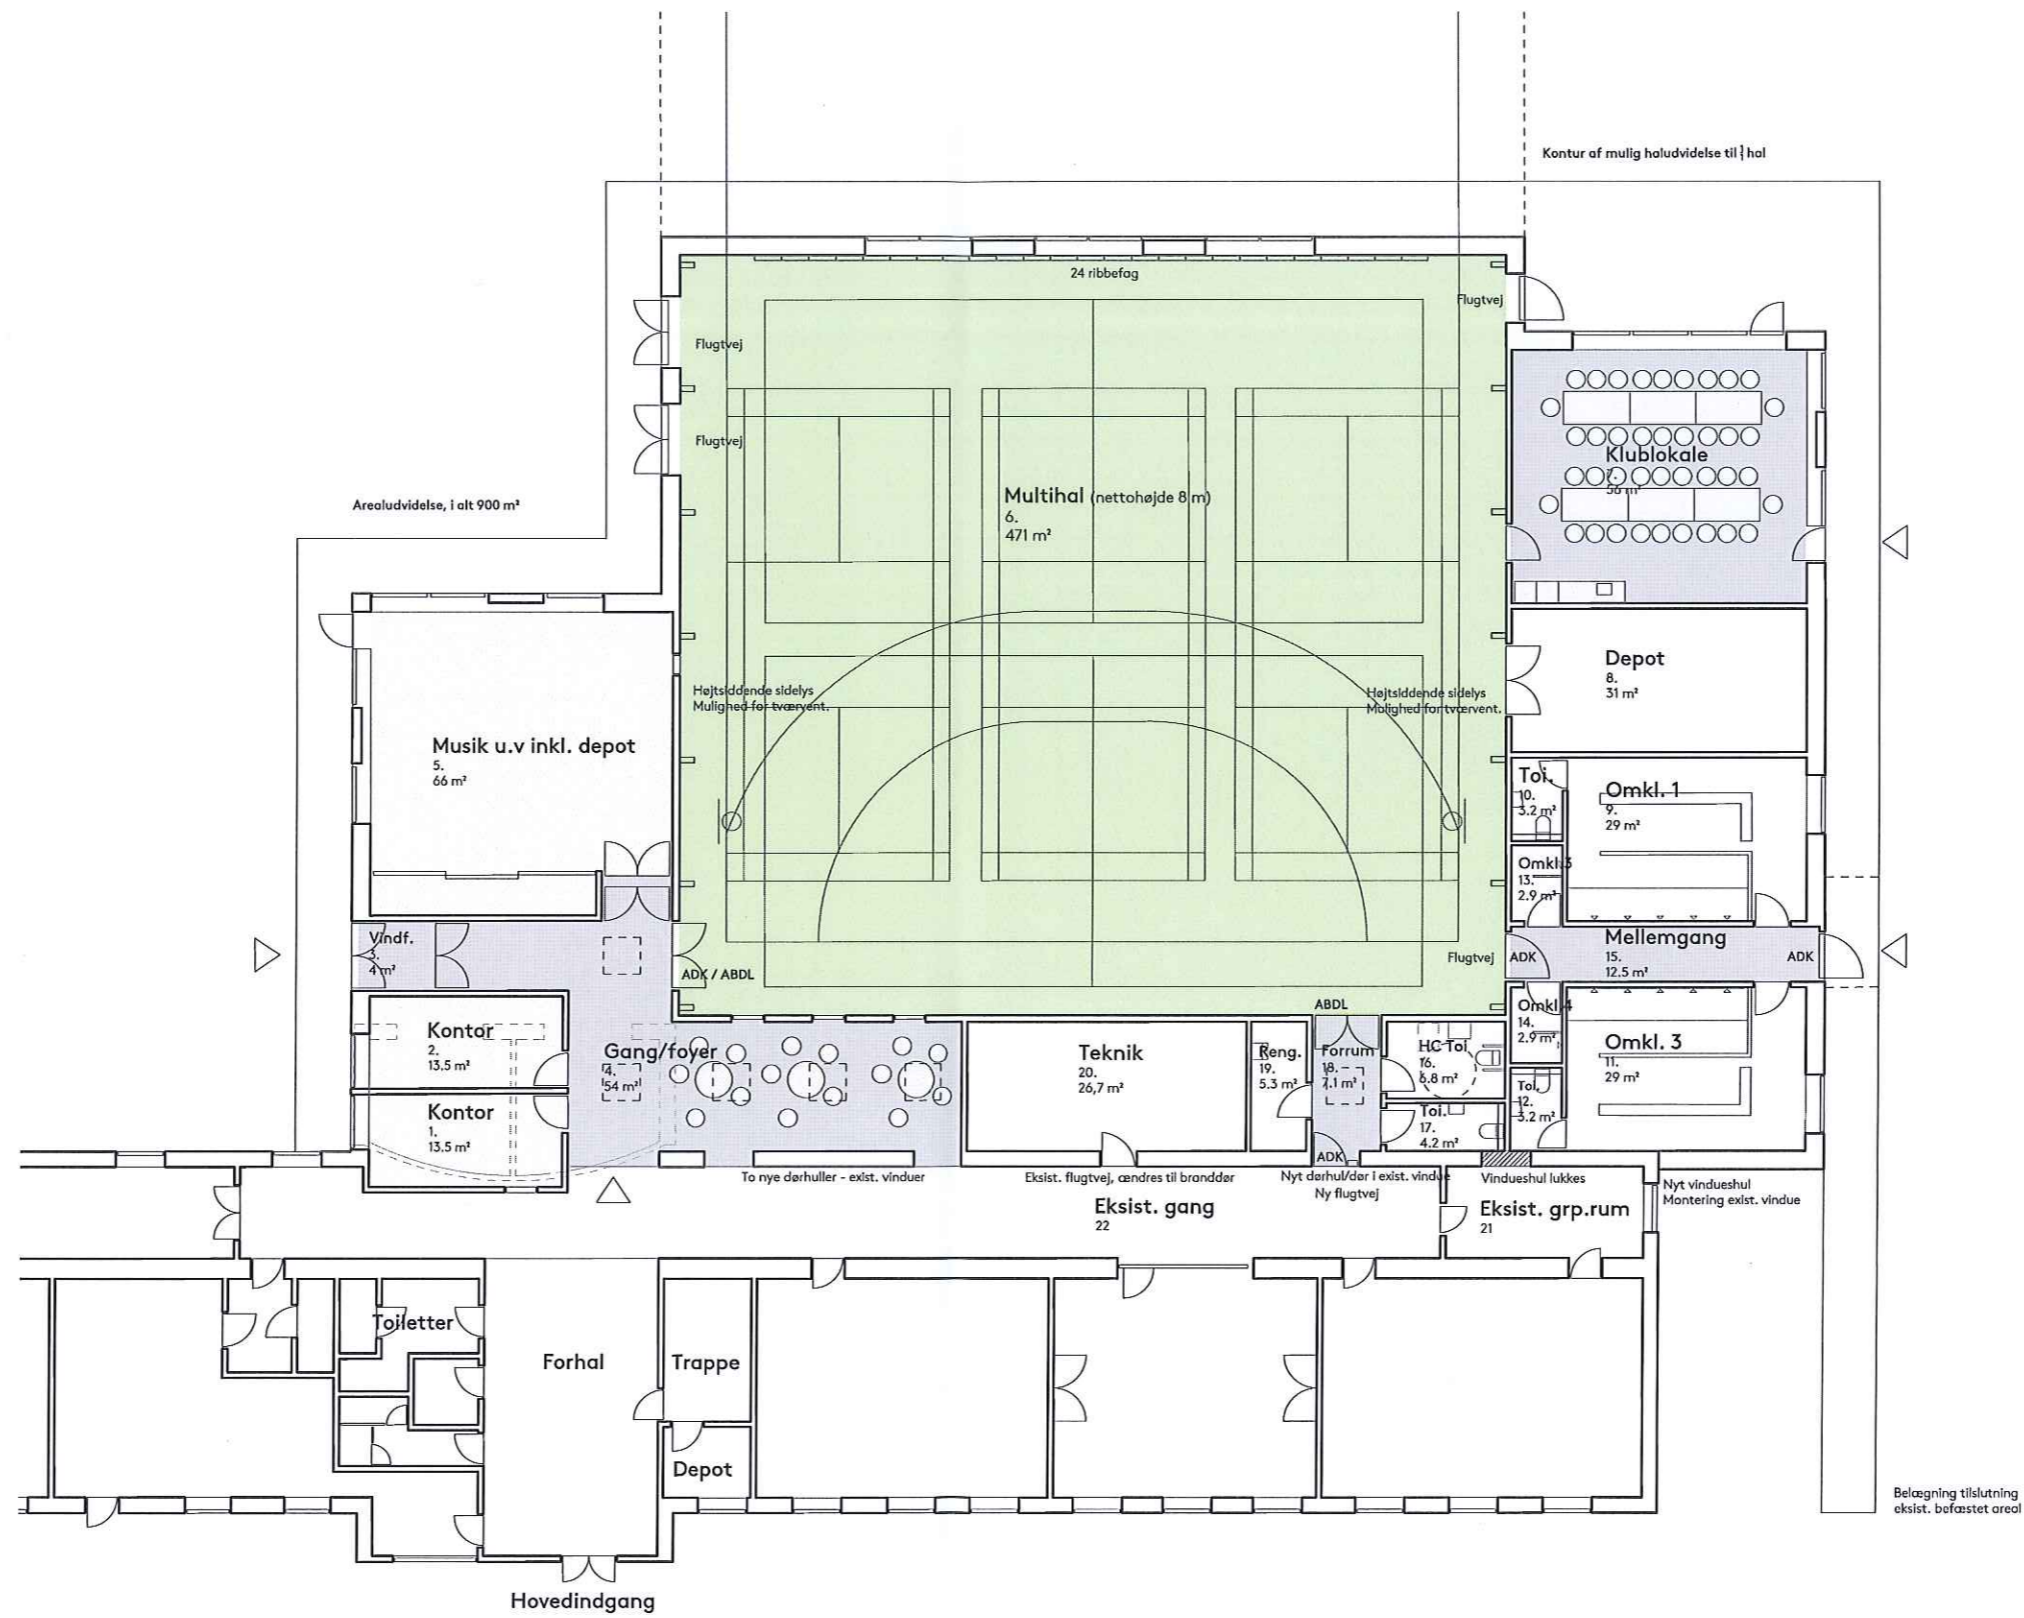 Kontur af mulig haludvidelse til hal
24 ribbefag
Flugtvej
Flugtvej
Flugtvej
Klublokale
7.
56 m²
Multihal (nettohøjde 8 m)
6.
471 m²
Arealudvidelse, i alt 900 m²
Depot
8.
31 m²
Højtsiddende sidelys
Mulighed for tværvent.
Højtsiddende sidelys
Mulighed for tværvent.
Musik u.v inkl. depot
5.
66 m²
Toi.
10.
3.2 m²
Omkl. 1
9.
29 m²
Omkl.3
13.
2.9 m²
Vindf.
3.
4 m²
Mellemgang
15.
12.5 m²
Flugtvej
ADK
ADK
ADK / ABDL
ABDL
Omkl.4
14.
2.9 m²
Kontor
2.
13.5 m²
Gang/foyer
4.
54 m²
Teknik
20.
26,7 m²
Reng.
19.
5.3 m²
Forrum
18.
7.1 m²
HC Toi
16.
6.8 m²
Omkl. 3
11.
29 m²
Toi.
12.
3.2 m²
Kontor
1.
13.5 m²
Toi.
17.
4.2 m²
ADK
To nye dørhuller - exist. vinduer
Eksist. flugtvej, ændres til branddør
Nyt dørhul/dør i exist. vindue
Ny flugtvej
Vindueshul lukkes
Nyt vindueshul
Montering exist. vindue
Eksist. gang
22
Eksist. grp.rum
21
Toiletter
Forhal
Trappe
Depot
Belægning tilslutning
eksist. befæstet areal
Hovedindgang